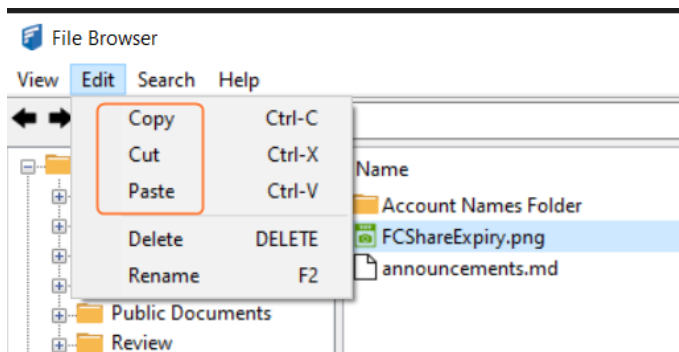 File Browser
View Edit Search Help
Copy Ctrl-C
Cut Ctrl-X
Paste Ctrl-V
Delete DELETE
Rename F2
Public Documents
Review
Name
Account Names Folder
FCShareExpiry.png
announcements.md